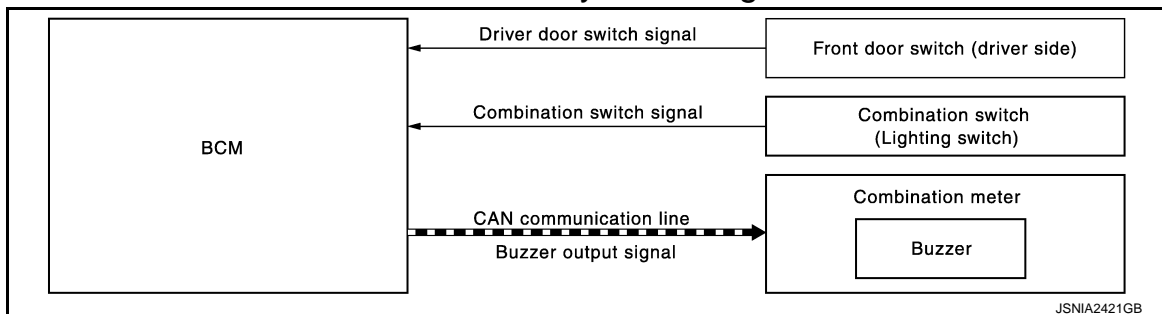 BCM
Driver door switch signal
Front door switch (driver side)
Combination switch signal
Combination switch
(Lighting switch)
CAN communication line
Buzzer output signal
Combination meter
Buzzer
JSNIA2421GB